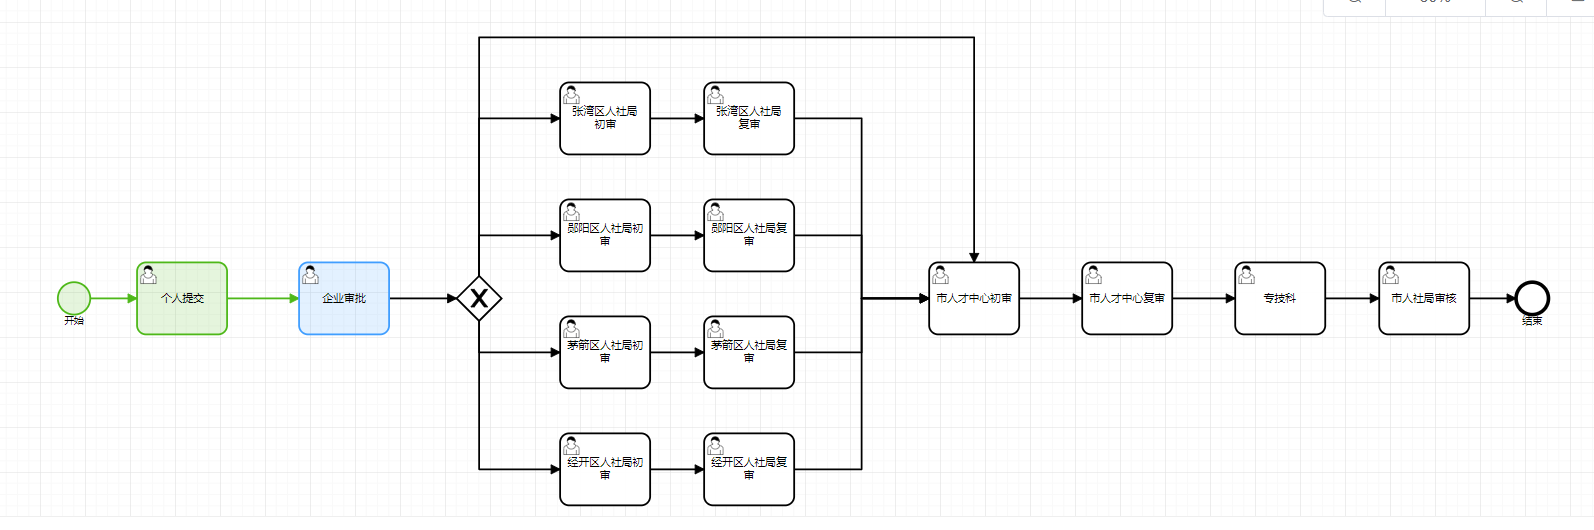 张湾区人社局
初审
张湾区人社局
复审
郧阳区人社局初
审
郧阳区人社局复
审
开始
个人提交
企业审批
X
市人才中心初审
市人才中心复审
专技科
市人社局审核
结束
茅箭区人社局初
审
茅箭区人社局复
审
经开区人社局初
审
经开区人社局复
审